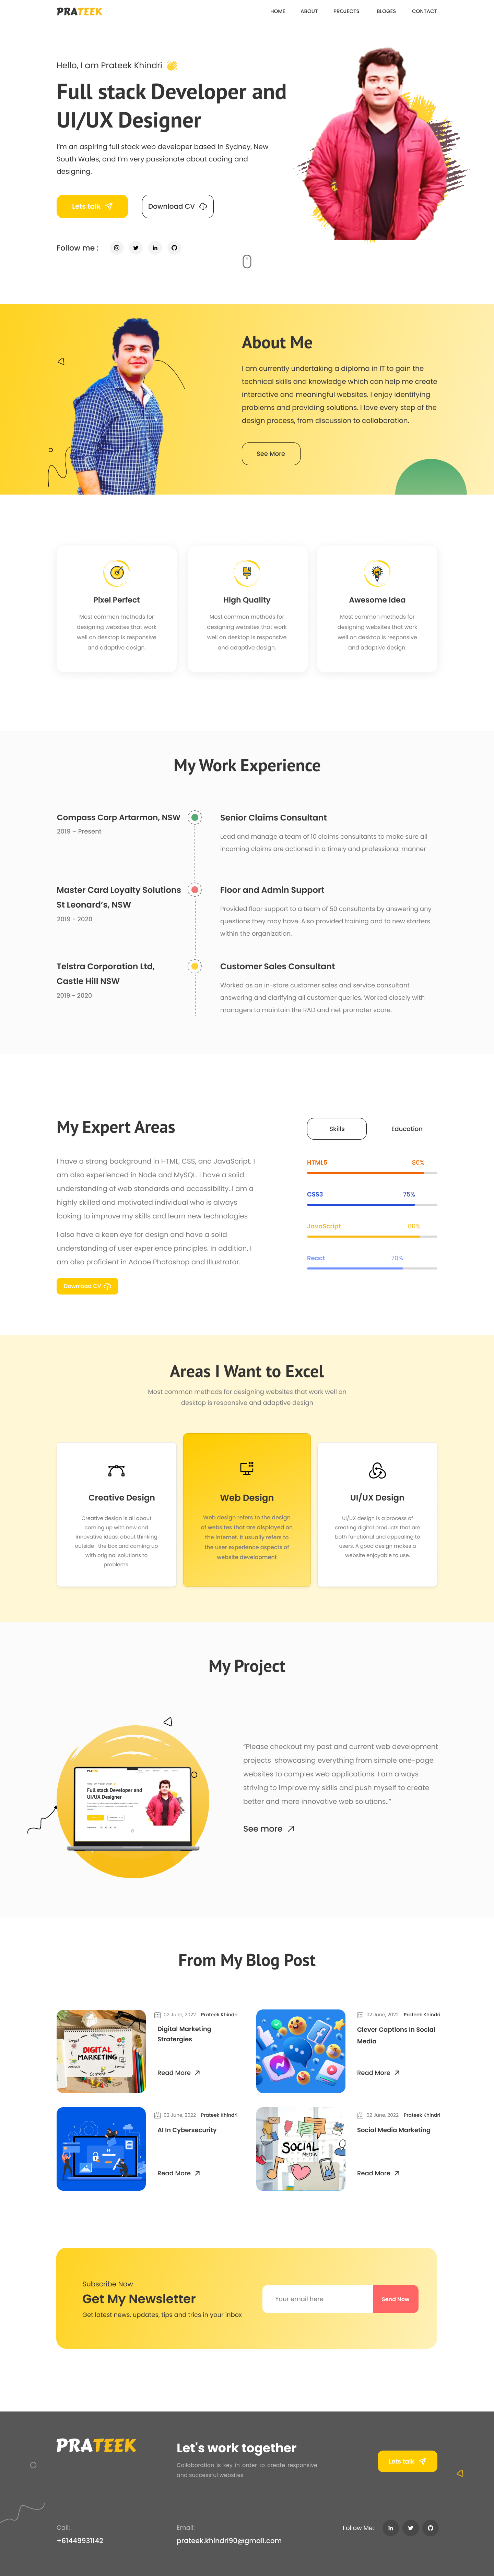 PRATEEK
HOME ABOUT PROJECTS BLOGES CONTACT
Hello, I am Prateek Khindri
Full stack Developer and
UI/UX Designer
I'm an aspiring full stack web developer based in Sydney, New
South Wales, and I'm very passionate about coding and
designing.
Lets talk
Download CV
Follow me :
About Me
I am currently undertaking a diploma in IT to gain the
technical skills and knowledge which can help me create
interactive and meaningful websites. I enjoy identifying
problems and providing solutions. I love every step of the
design process, from discussion to collaboration.
See More
Pixel Perfect
Most common methods for
designing websites that work
well on desktop is responsive
and adaptive design.
High Quality
Most common methods for
designing websites that work
well on desktop is responsive
and adaptive design.
Awesome Idea
Most common methods for
designing websites that work
well on desktop is responsive
and adaptive design.
My Work Experience
Compass Corp Artarmon, NSW
2019 – Present
Senior Claims Consultant
Lead and manage a team of 10 claims consultants to make sure all
incoming claims are actioned in a timely and professional manner
Master Card Loyalty Solutions
St Leonard's, NSW
2019 - 2020
Floor and Admin Support
Provided floor support to a team of 50 consultants by answering any
questions they may have. Also provided training and to new starters
within the organization.
Telstra Corporation Ltd,
Castle Hill NSW
2019 - 2020
Customer Sales Consultant
Worked as an in-store customer sales and service consultant
answering and clarifying all customer queries. Worked closely with
managers to maintain the RAD and net promoter score.
My Expert Areas
I have a strong background in HTML, CSS, and JavaScript. I
am also experienced in Node and MySQL. I have a solid
understanding of web standards and accessibility. I am a
highly skilled and motivated individual who is always
looking to improve my skills and learn new technologies
I also have a keen eye for design and have a solid
understanding of user experience principles. In addition, I
am also proficient in Adobe Photoshop and Illustrator.
Download CV
Skills
Education
HTML5 80%
CSS3 75%
JavaScript 80%
React 70%
Areas I Want to Excel
Most common methods for designing websites that work well on
desktop is responsive and adaptive design
Creative Design
Creative design is all about
coming up with new and
innovative ideas, about thinking
outside the box and coming up
with original solutions to
problems.
Web Design
Web design refers to the design
of websites that are displayed on
the internet. It usually refers to
the user experience aspects of
website development
UI/UX Design
UI/UX design is a process of
creating digital products that are
both functional and appealing to
users. A good design makes a
website enjoyable to use.
My Project
Full stack Developer and
UI/UX Designer
"Please checkout my past and current web development
projects showcasing everything from simple one-page
websites to complex web applications. I am always
striving to improve my skills and push myself to create
better and more innovative web solutions.."
See more
From My Blog Post
DIGITAL
MARKETING
02 June, 2022 Prateek Khindri
Digital Marketing
Stratergies
Read More
02 June, 2022 Prateek Khindri
Clever Captions In Social
Media
Read More
02 June, 2022 Prateek Khindri
AI In Cybersecurity
Read More
SOCIAL
MEDIA
02 June, 2022 Prateek Khindri
Social Media Marketing
Read More
Subscribe Now
Get My Newsletter
Get latest news, updates, tips and trics in your inbox
Your email here
Send Now
PRATEEK
Let's work together
Collaboration is key in order to create responsive
and successful websites
Lets talk
Call:
+61449931142
Email:
prateek.khindri90@gmail.com
Follow Me: